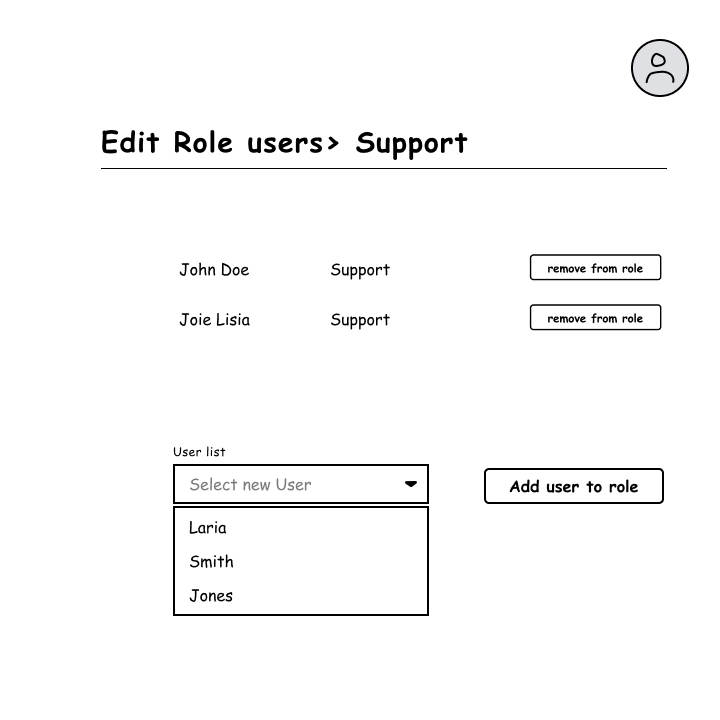 Edit Role users> Support
John Doe Support remove from role
Joie Lisia Support remove from role
User list
Select new User Add user to role
Laria
Smith
Jones